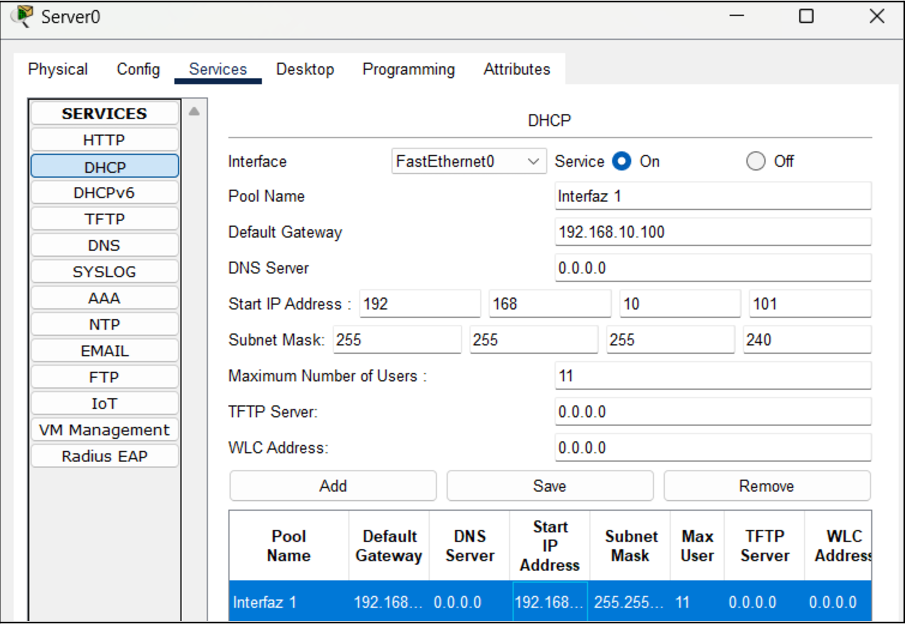 Server0
Physical Config Services Desktop Programming Attributes
SERVICES
HTTP
DHCP
DHCPv6
TFTP
DNS
SYSLOG
AAA
NTP
EMAIL
FTP
IoT
VM Management
Radius EAP
DHCP
Interface FastEthernet0 Service On Off
Pool Name Interfaz 1
Default Gateway 192.168.10.100
DNS Server 0.0.0.0
Start IP Address : 192 168 10 101
Subnet Mask: 255 255 255 240
Maximum Number of Users : 11
TFTP Server: 0.0.0.0
WLC Address: 0.0.0.0
Add Save Remove
Pool Name Default Gateway DNS Server Start IP Address Subnet Mask Max User TFTP Server WLC Address
Interfaz 1 192.168... 0.0.0.0 192.168... 255.255... 11 0.0.0.0 0.0.0.0